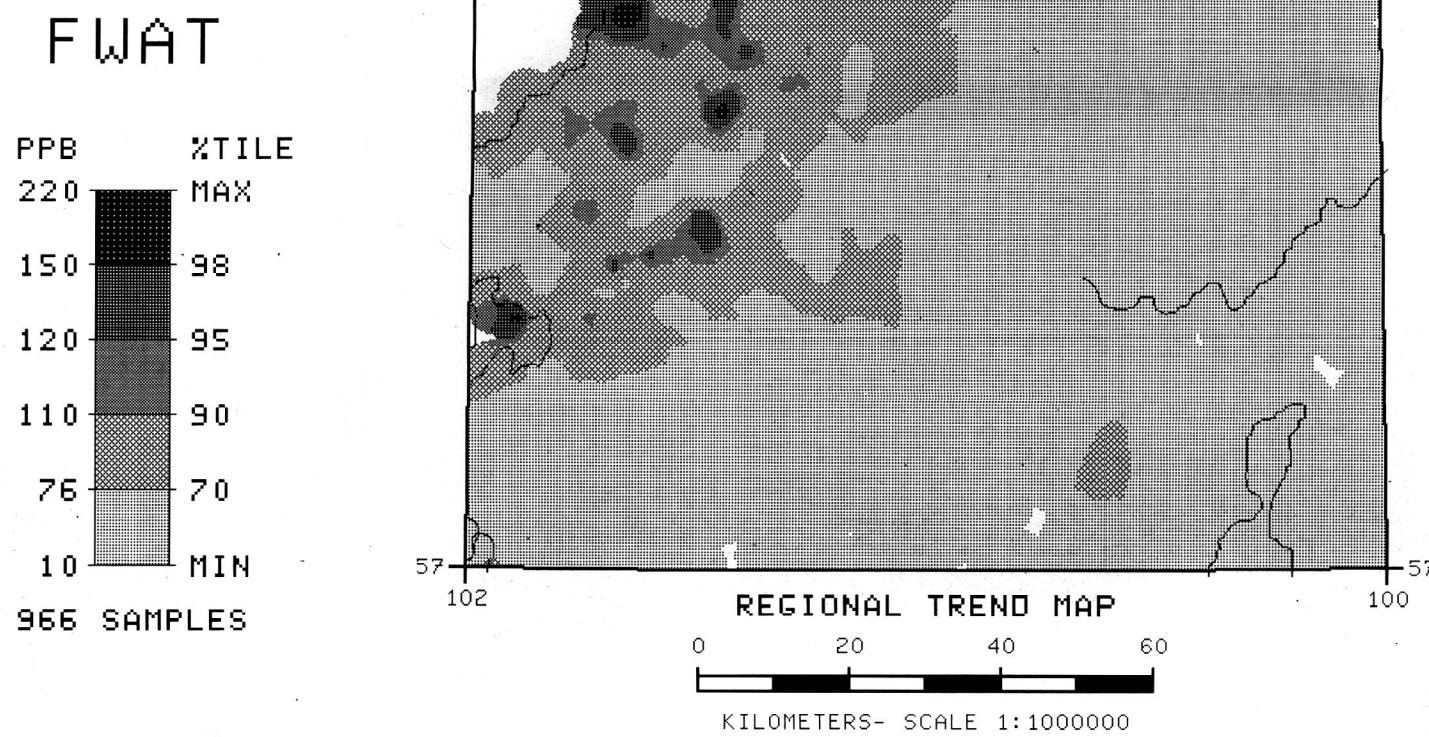 FWAT
PPB %TILE
220 MAX
150 98
120 95
110 90
76 70
10 MIN
966 SAMPLES
57 57
102 100
REGIONAL TREND MAP
0 20 40 60
KILOMETERS- SCALE 1:1000000